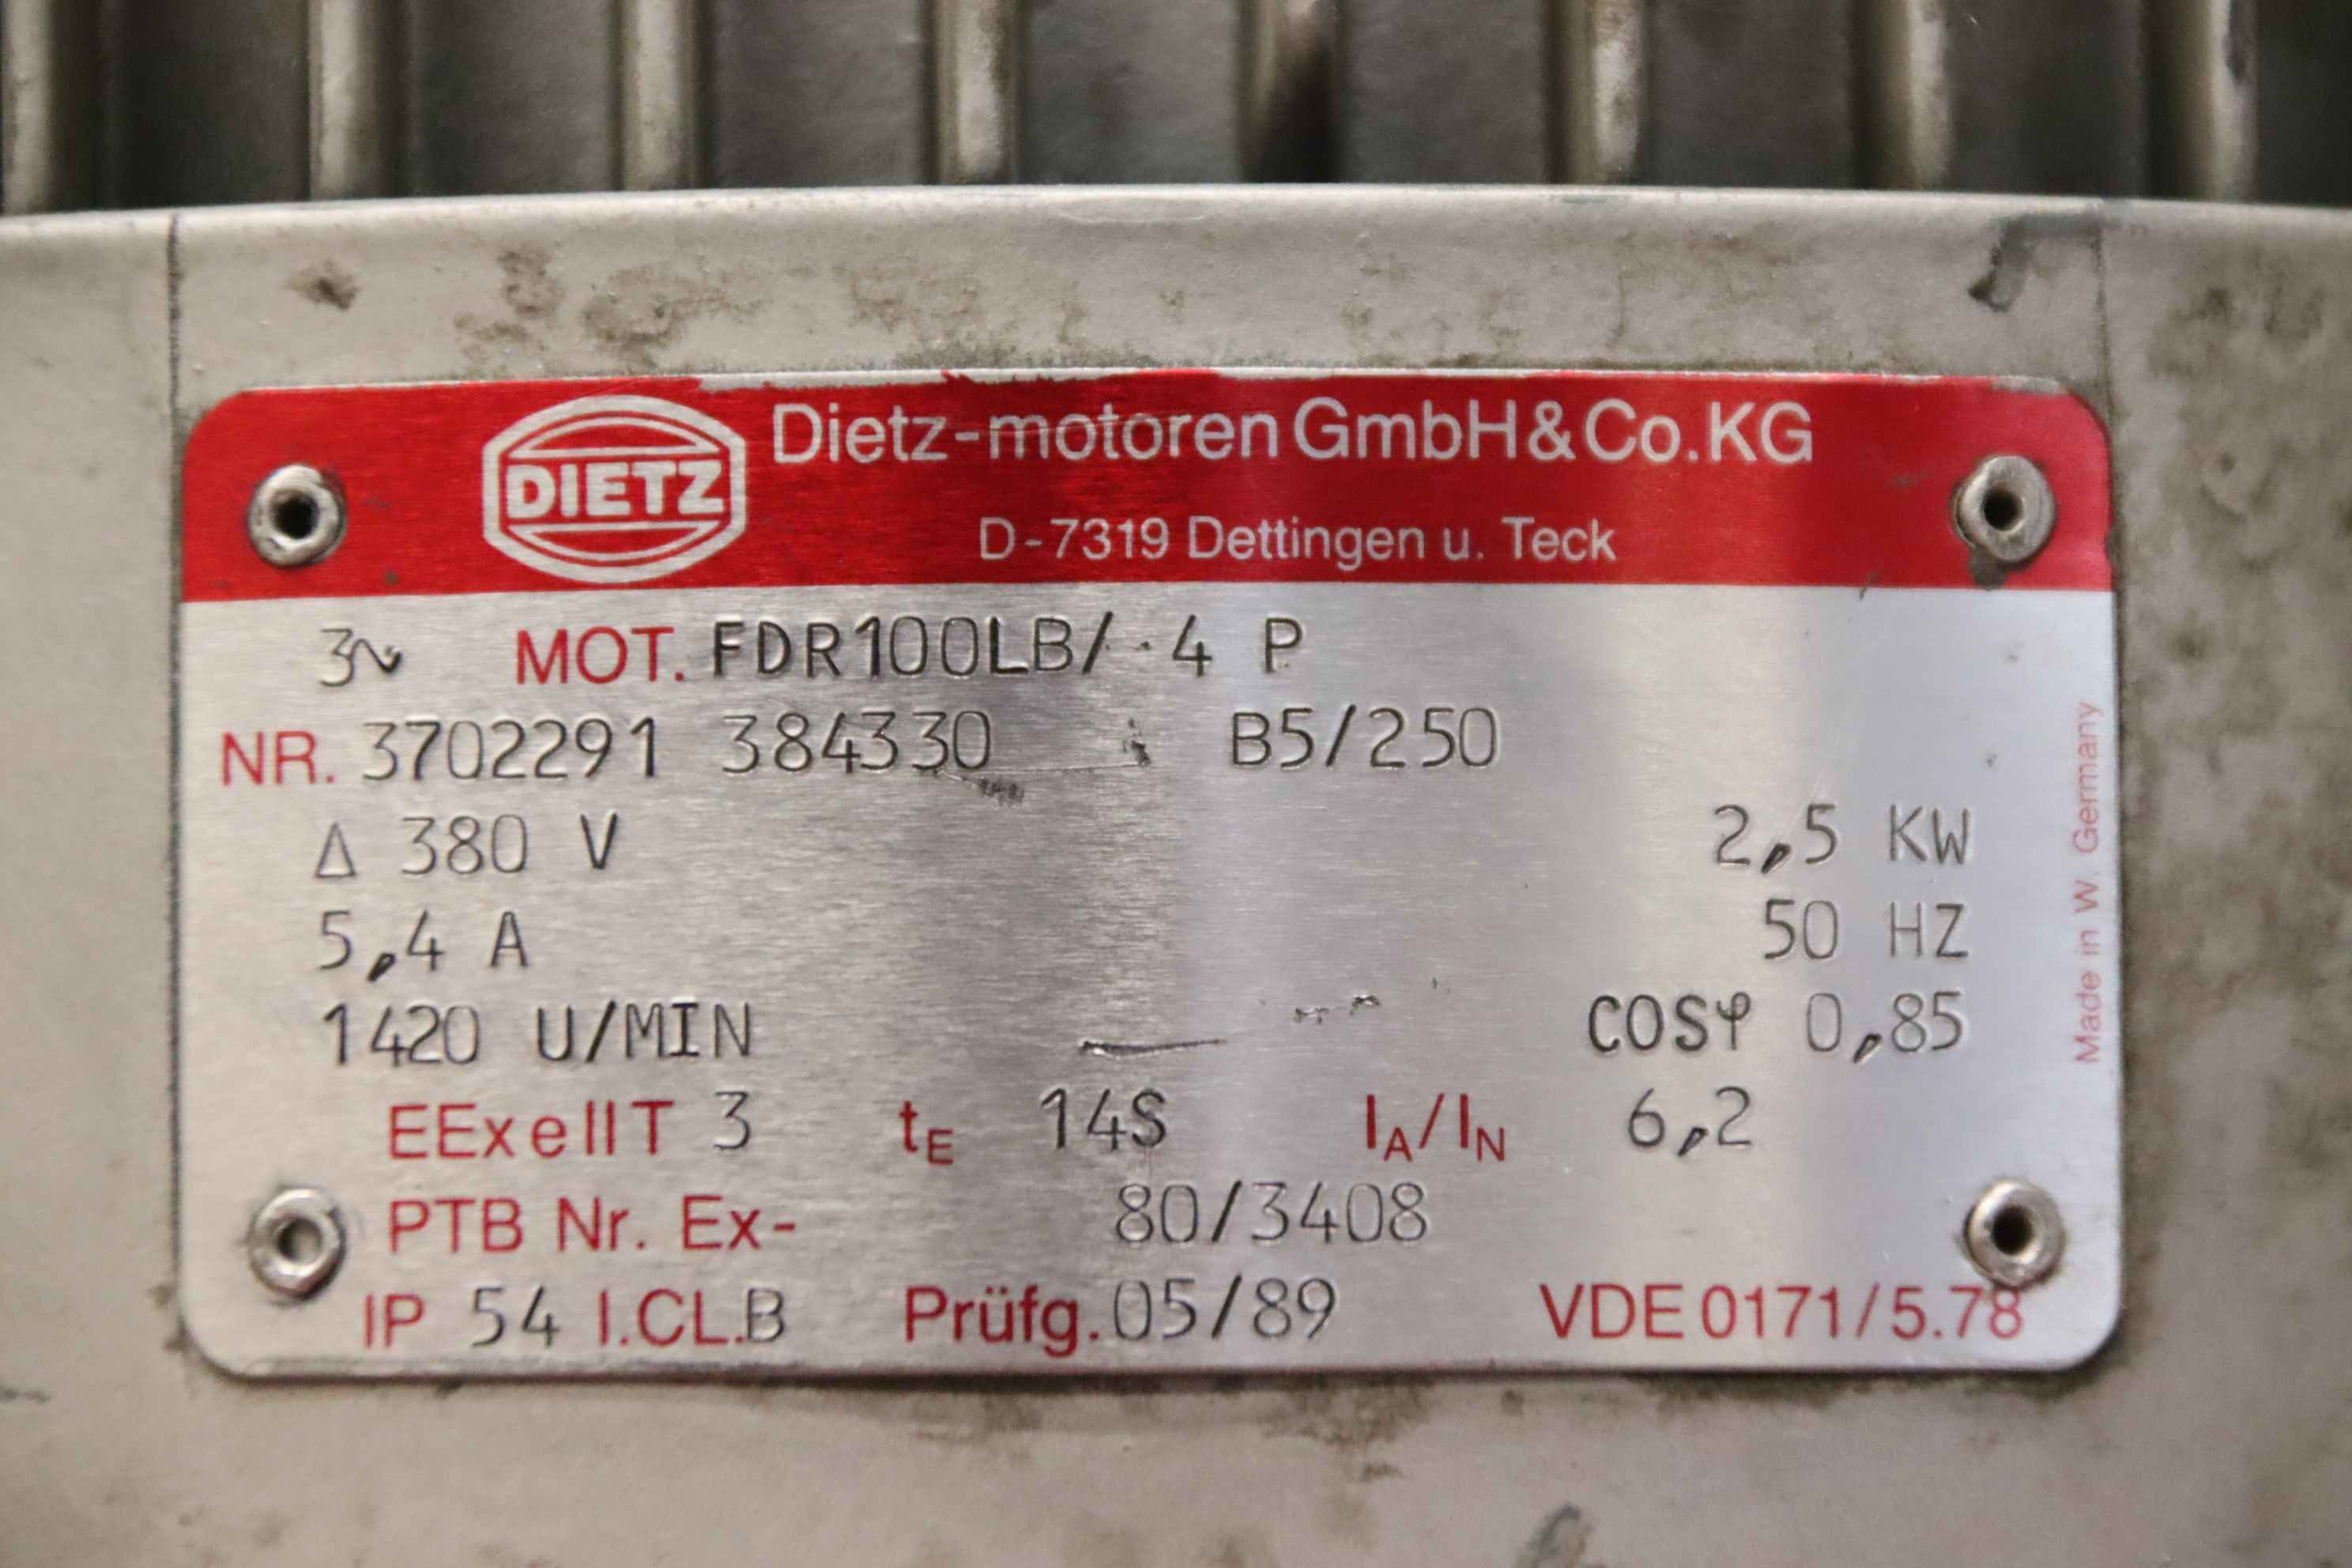 DIETZ
Dietz-motoren GmbH & Co. KG
D-7319 Dettingen u. Teck
3~ MOT. FDR100LB/ 4 P
NR. 3702291 384330 B5/250
Δ 380 V 2,5 KW
5,4 A 50 HZ
1420 U/MIN COSφ 0,85
EEx e II T 3 tE 14S IA/IN 6,2
PTB Nr. Ex- 80/3408
IP 54 I.CL.B Prüfg. 05/89 VDE 0171/5.78
Made in W. Germany